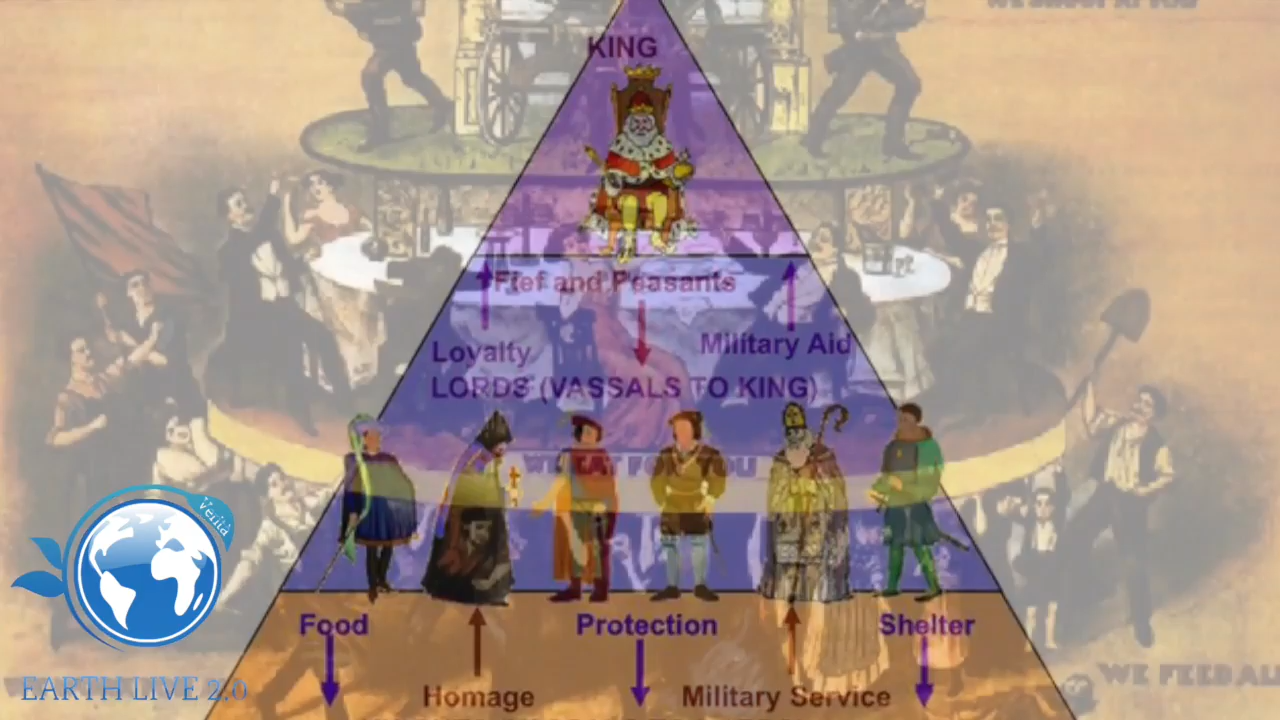 KING
Fief and Peasants
Loyalty
Military Aid
LORDS (VASSALS TO KING)
WE EAT FOR YOU
Food
Protection
Shelter
Homage
Military Service
WE FEED ALL
Verità
EARTH LIVE 2.0